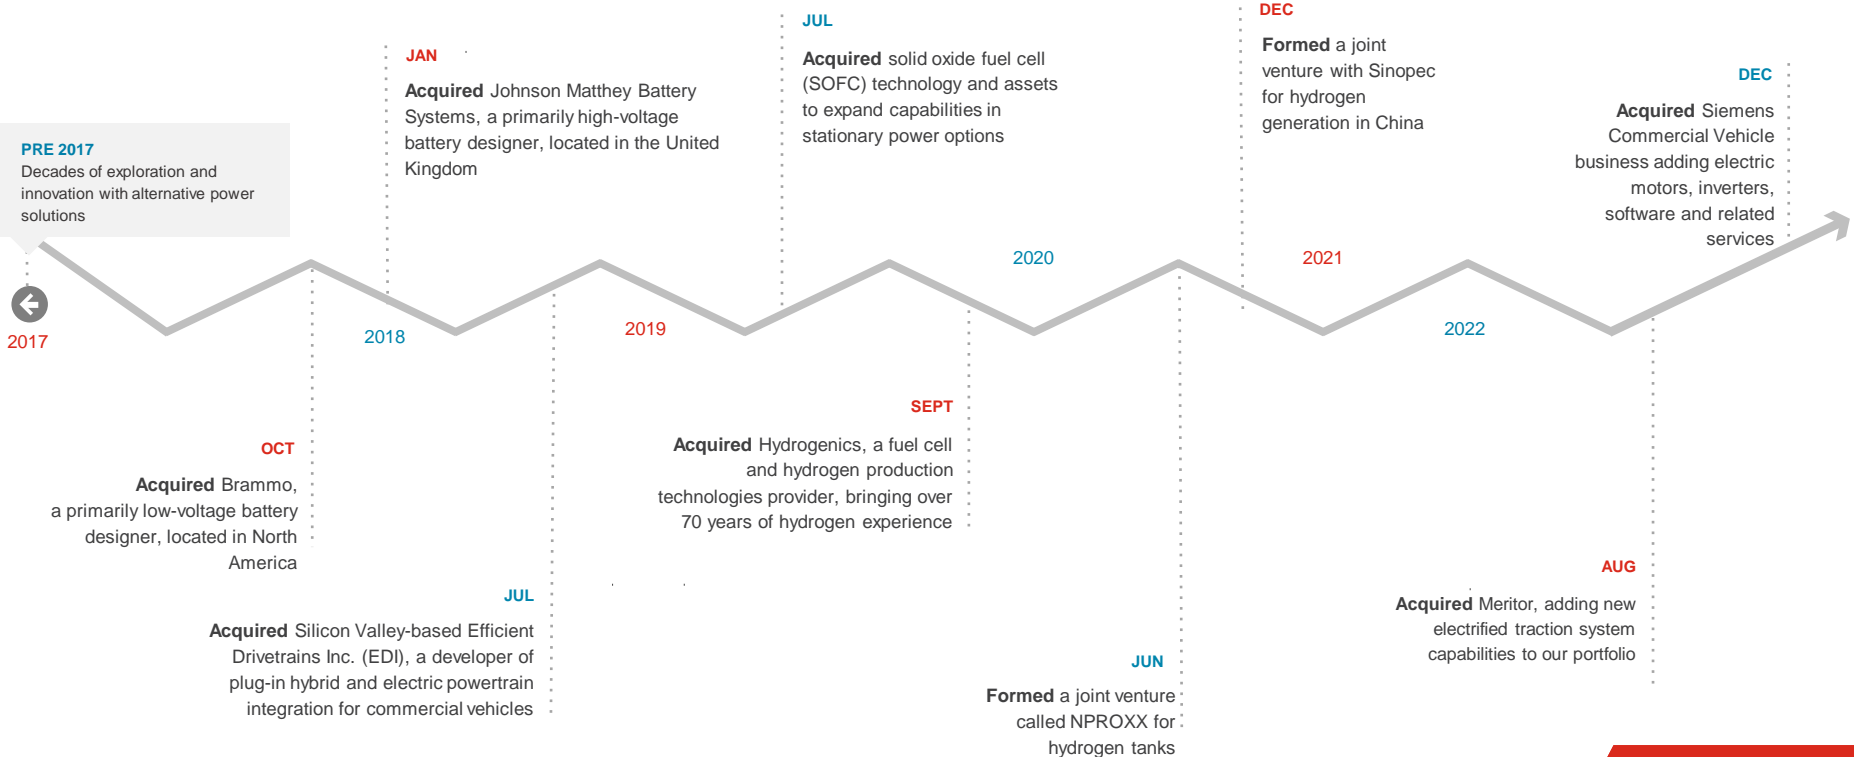 PRE 2017
Decades of exploration and
innovation with alternative power
solutions
2017
OCT
Acquired Brammo,
a primarily low-voltage battery
designer, located in North
America
JAN
Acquired Johnson Matthey Battery
Systems, a primarily high-voltage
battery designer, located in the United
Kingdom
2018
JUL
Acquired Silicon Valley-based Efficient
Drivetrains Inc. (EDI), a developer of
plug-in hybrid and electric powertrain
integration for commercial vehicles
2019
JUL
Acquired solid oxide fuel cell
(SOFC) technology and assets
to expand capabilities in
stationary power options
SEPT
Acquired Hydrogenics, a fuel cell
and hydrogen production
technologies provider, bringing over
70 years of hydrogen experience
2020
JUN
Formed a joint venture
called NPROXX for
hydrogen tanks
DEC
Formed a joint
venture with Sinopec
for hydrogen
generation in China
2021
2022
AUG
Acquired Meritor, adding new
electrified traction system
capabilities to our portfolio
DEC
Acquired Siemens
Commercial Vehicle
business adding electric
motors, inverters,
software and related
services